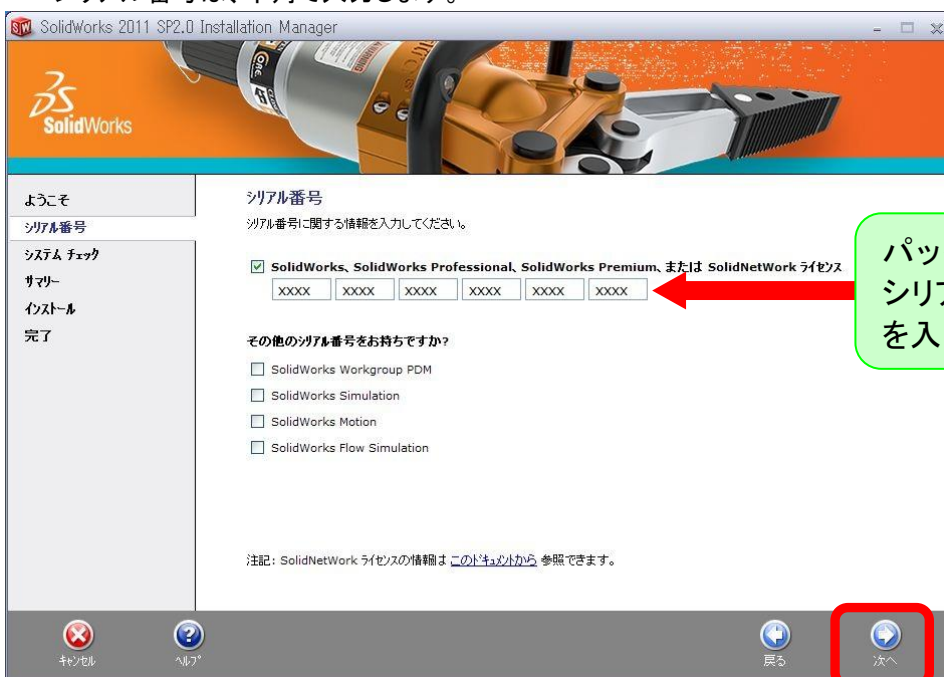 SolidWorks 2011 SP2.0 Installation Manager
SolidWorks
ようこそ
シリアル番号
システム チェック
サマリー
インストール
完了
シリアル番号
シリアル番号に関する情報を入力してください。
SolidWorks、SolidWorks Professional、SolidWorks Premium、または SolidNetWork ライセンス
XXXX XXXX XXXX XXXX XXXX XXXX
その他のシリアル番号をお持ちですか?
SolidWorks Workgroup PDM
SolidWorks Simulation
SolidWorks Motion
SolidWorks Flow Simulation
注記: SolidNetWork ライセンスの情報は このドキュメントから 参照できます。
パッ
シリア
を入
キャンセル
ヘルプ
戻る
次へ